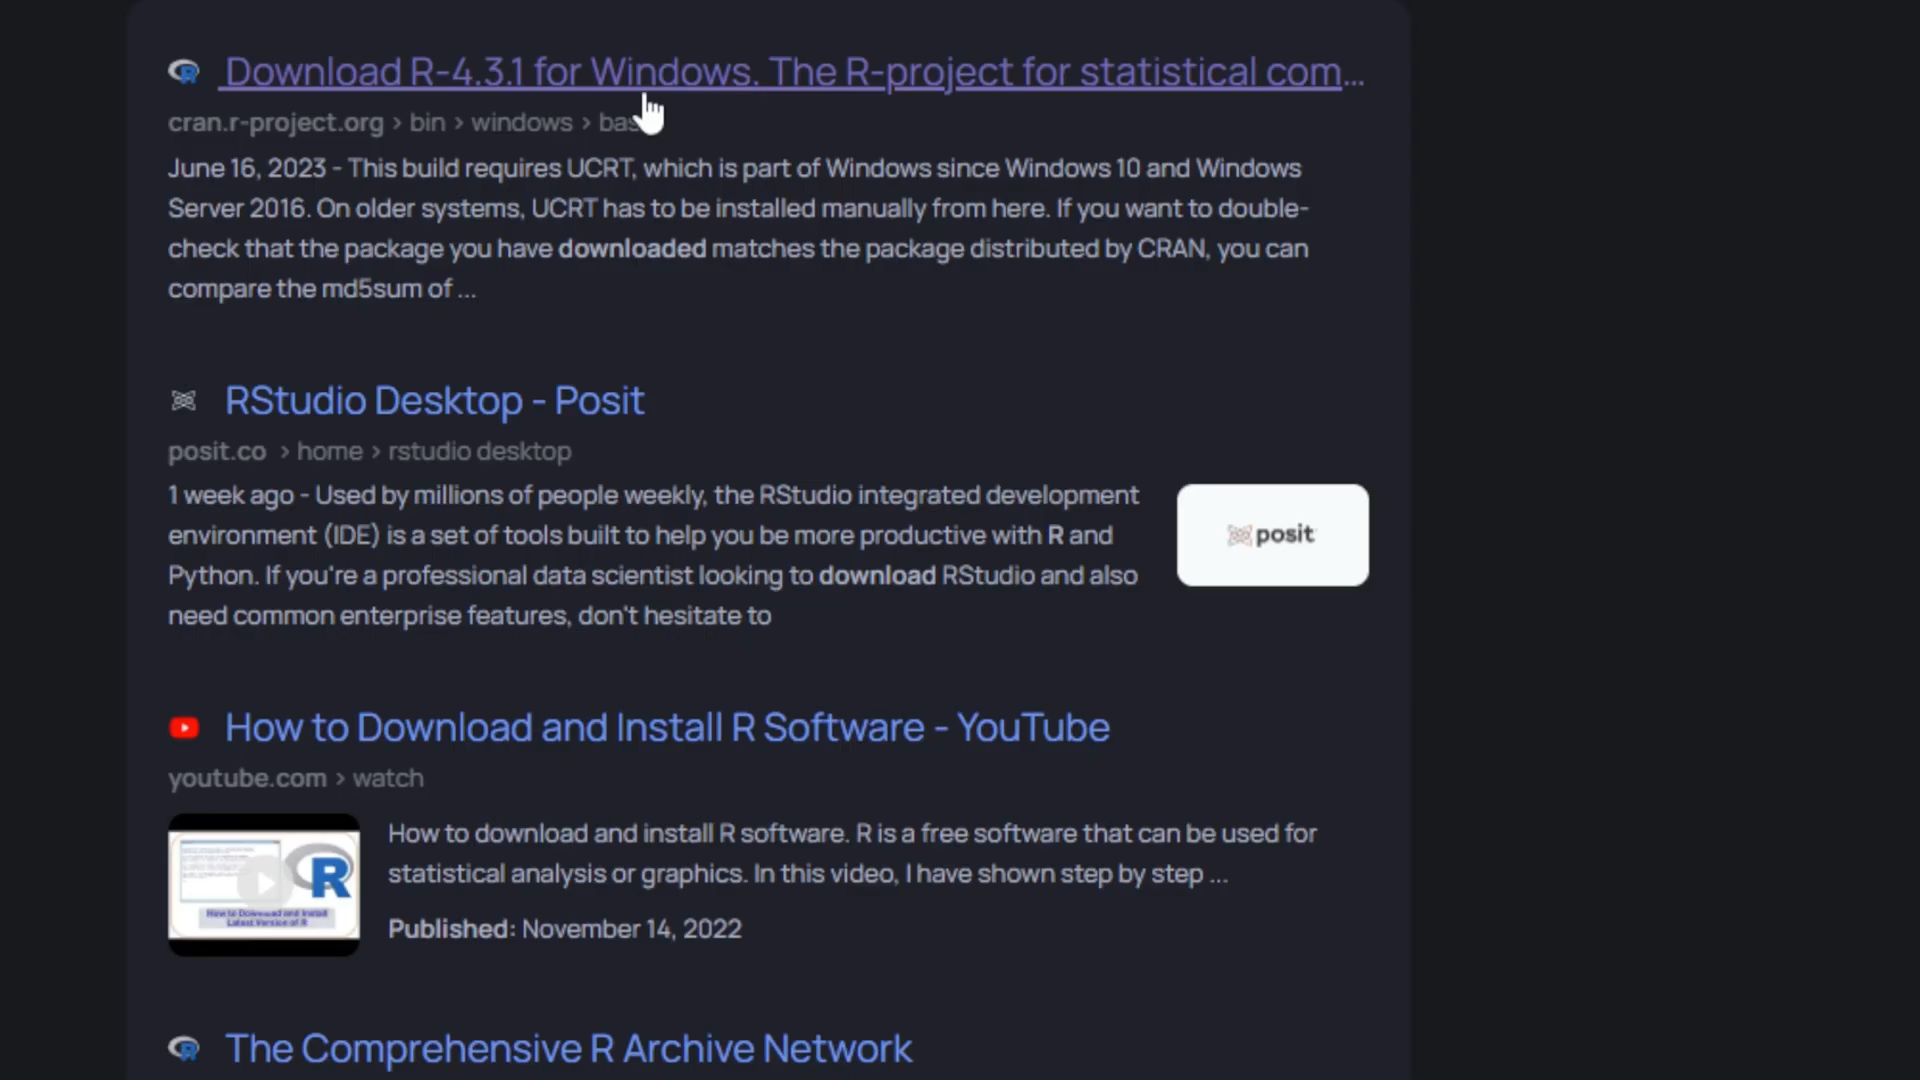 Download R-4.3.1 for Windows. The R-project for statistical com...
cran.r-project.org › bin › windows ›
June 16, 2023 - This build requires UCRT, which is part of Windows since Windows 10 and Windows
Server 2016. On older systems, UCRT has to be installed manually from here. If you want to double-
check that the package you have downloaded matches the package distributed by CRAN, you can
compare the md5sum of ...
RStudio Desktop - Posit
posit.co › home › rstudio desktop
1 week ago - Used by millions of people weekly, the RStudio integrated development
environment (IDE) is a set of tools built to help you be more productive with R and
Python. If you're a professional data scientist looking to download RStudio and also
need common enterprise features, don't hesitate to
posit
How to Download and Install R Software - YouTube
youtube.com › watch
How to download and install R software. R is a free software that can be used for
statistical analysis or graphics. In this video, I have shown step by step ...
Published: November 14, 2022
R
How to Download and Install
Latest Version of R
The Comprehensive R Archive Network